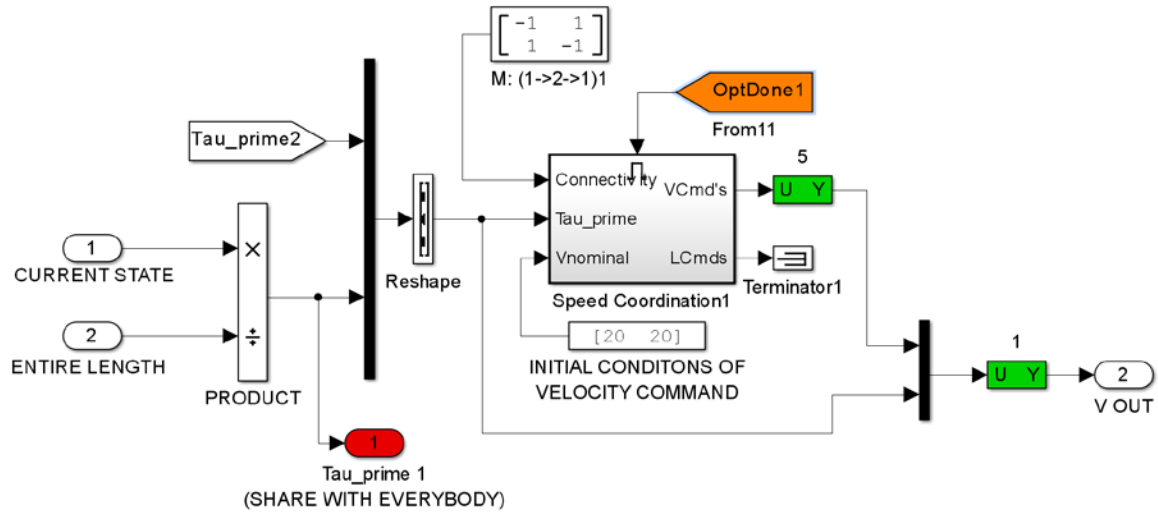 -1 1
1 -1
M: (1->2->1)1
OptDone1
From11
Tau_prime2
5
Connectivity
VCmd's
U Y
Tau_prime
1
CURRENT STATE
×
Vnominal
LCmds
Reshape
Speed Coordination1
Terminator1
2
ENTIRE LENGTH
÷
[20 20]
1
PRODUCT
INITIAL CONDITONS OF
VELOCITY COMMAND
U Y
2
V OUT
1
Tau_prime 1
(SHARE WITH EVERYBODY)